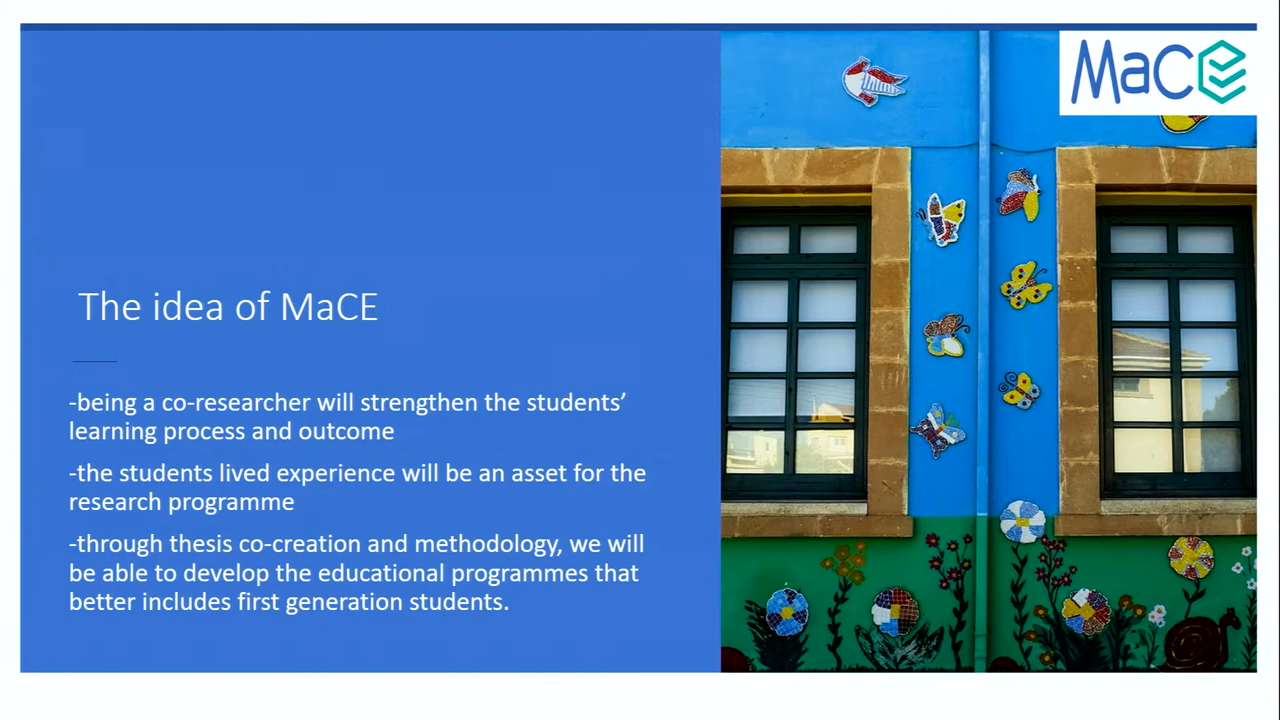 MaCE
The idea of MaCE
-being a co-researcher will strengthen the students’
learning process and outcome
-the students lived experience will be an asset for the
research programme
-through thesis co-creation and methodology, we will
be able to develop the educational programmes that
better includes first generation students.